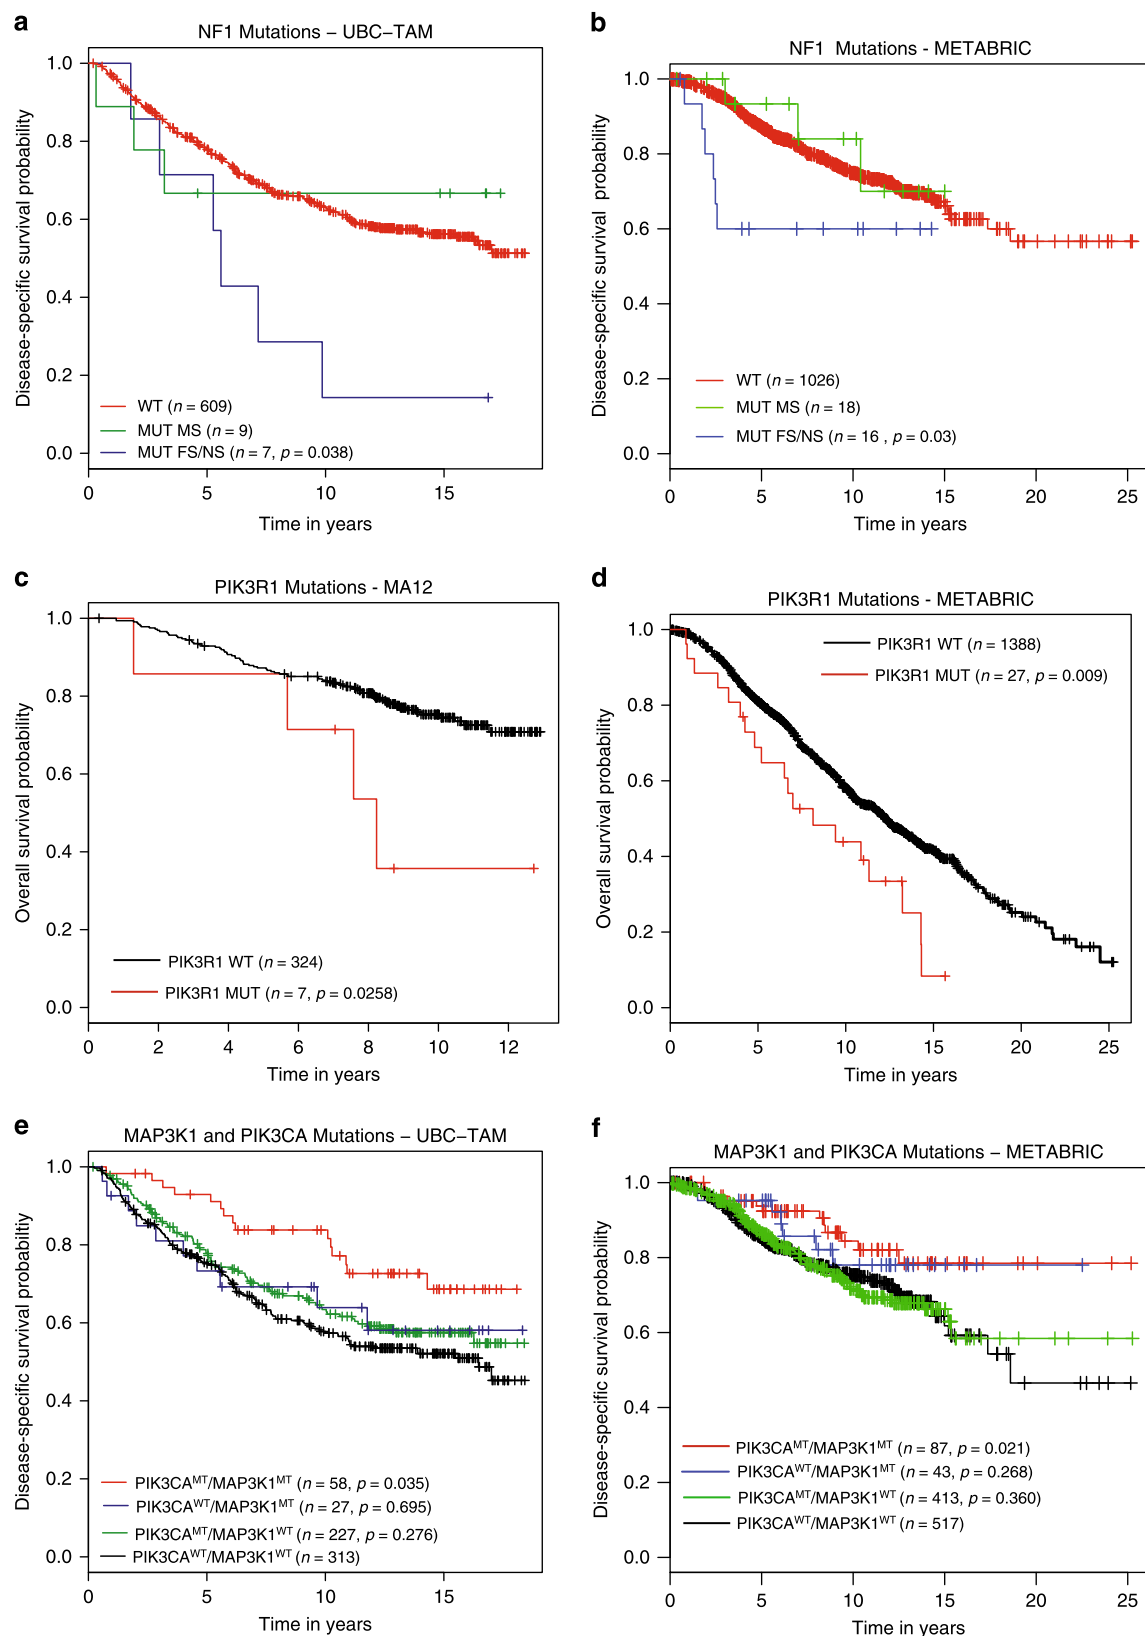 a
NF1 Mutations – UBC–TAM
Disease-specific survival probability
1.0
0.8
0.6
0.4
0.2
0.0
WT (n = 609)
MUT MS (n = 9)
MUT FS/NS (n = 7, p = 0.038)
0 5 10 15
Time in years
b
NF1 Mutations - METABRIC
Disease-specific survival probability
1.0
0.8
0.6
0.4
0.2
0.0
WT (n = 1026)
MUT MS (n = 18)
MUT FS/NS (n = 16 , p = 0.03)
0 5 10 15 20 25
Time in years
c
PIK3R1 Mutations - MA12
Overall survival probability
1.0
0.8
0.6
0.4
0.2
0.0
PIK3R1 WT (n = 324)
PIK3R1 MUT (n = 7, p = 0.0258)
0 2 4 6 8 10 12
Time in years
d
PIK3R1 Mutations - METABRIC
Overall survival probability
1.0
0.8
0.6
0.4
0.2
0.0
PIK3R1 WT (n = 1388)
PIK3R1 MUT (n = 27, p = 0.009)
0 5 10 15 20 25
Time in years
e
MAP3K1 and PIK3CA Mutations – UBC–TAM
Disease-specific survival probabiltiy
1.0
0.8
0.6
0.4
0.2
0.0
PIK3CAMT/MAP3K1MT (n = 58, p = 0.035)
PIK3CAWT/MAP3K1MT (n = 27, p = 0.695)
PIK3CAMT/MAP3K1WT (n = 227, p = 0.276)
PIK3CAWT/MAP3K1WT (n = 313)
0 5 10 15
Time in years
f
MAP3K1 and PIK3CA Mutations – METABRIC
Disease-specific survival probability
1.0
0.8
0.6
0.4
0.2
0.0
PIK3CAMT/MAP3K1MT (n = 87, p = 0.021)
PIK3CAWT/MAP3K1MT (n = 43, p = 0.268)
PIK3CAMT/MAP3K1WT (n = 413, p = 0.360)
PIK3CAWT/MAP3K1WT (n = 517)
0 5 10 15 20 25
Time in years